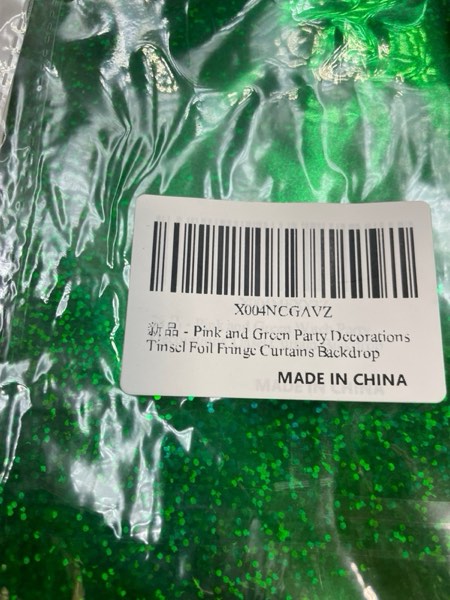 X004NCGAVZ
新品 - Pink and Green Party Decorations
Tinsel Foil Fringe Curtains Backdrop
MADE IN CHINA